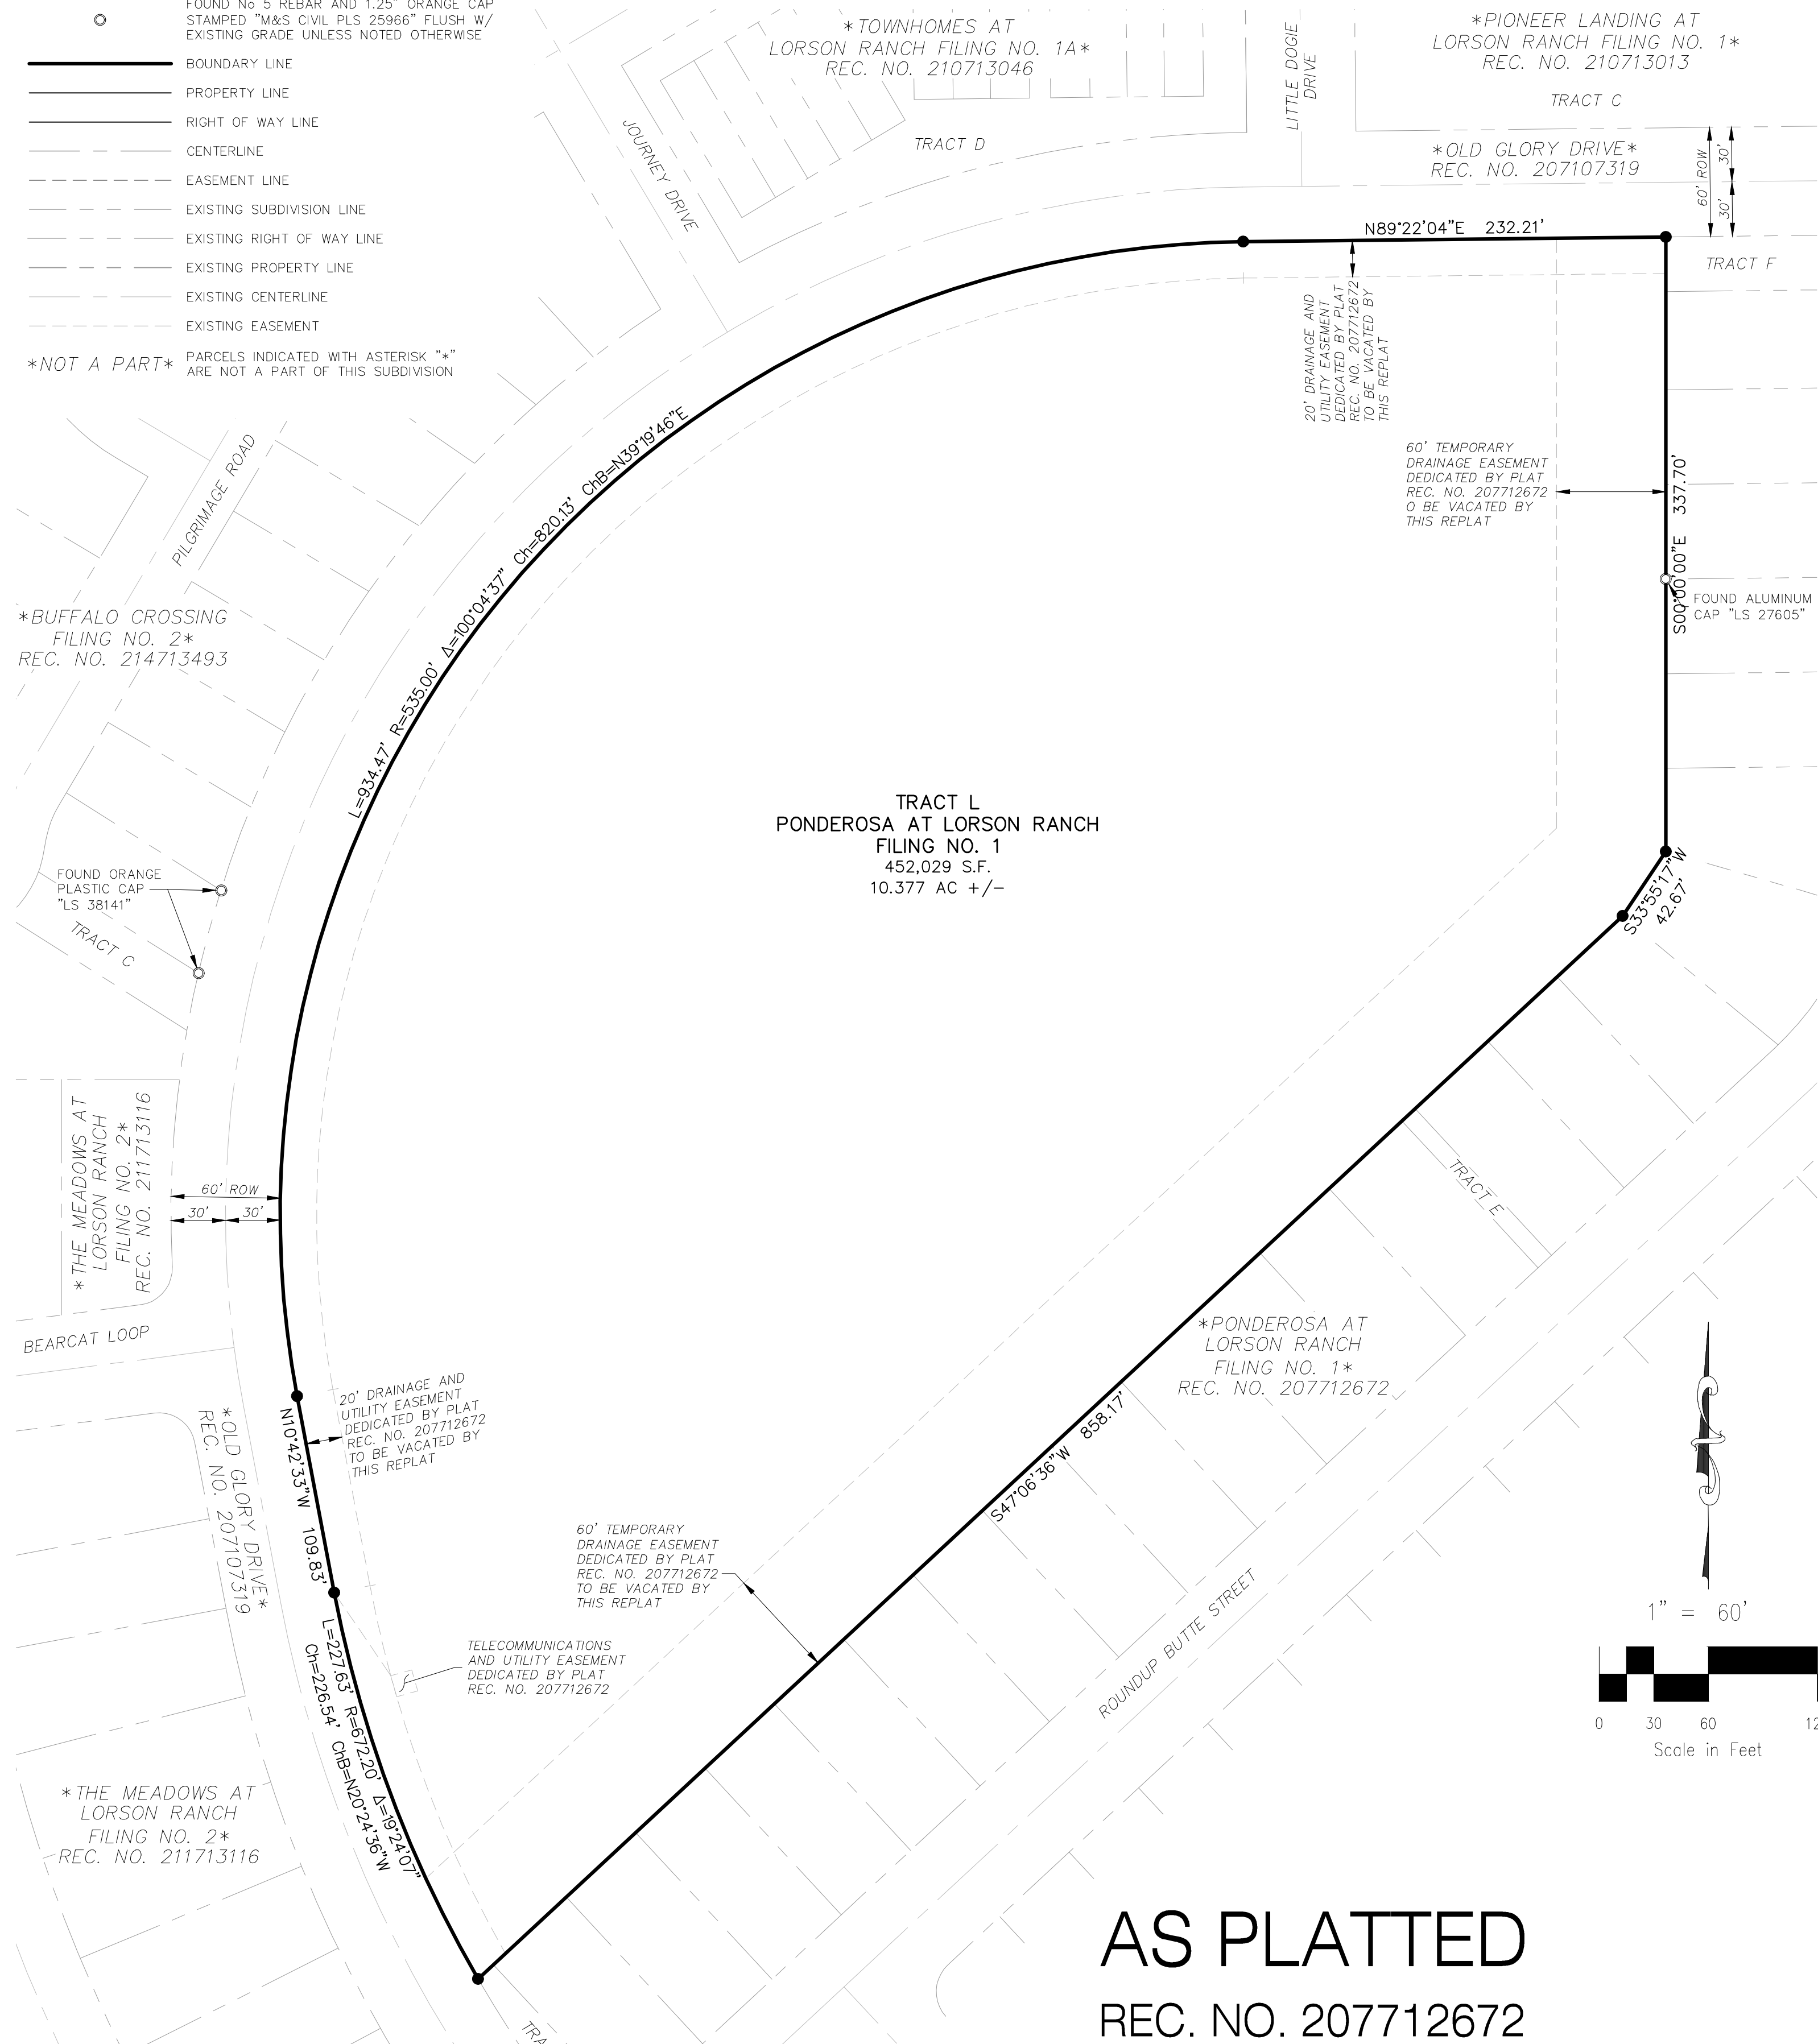 FOUND No 5 REBAR AND 1.25" ORANGE CAP
STAMPED "M&S CIVIL PLS 25966" FLUSH W/
EXISTING GRADE UNLESS NOTED OTHERWISE
BOUNDARY LINE
PROPERTY LINE
RIGHT OF WAY LINE
CENTERLINE
EASEMENT LINE
EXISTING SUBDIVISION LINE
EXISTING RIGHT OF WAY LINE
EXISTING PROPERTY LINE
EXISTING CENTERLINE
EXISTING EASEMENT
*NOT A PART*
PARCELS INDICATED WITH ASTERISK "*"
ARE NOT A PART OF THIS SUBDIVISION
*TOWNHOMES AT
LORSON RANCH FILING NO. 1A*
REC. NO. 210713046
TRACT D
JOURNEY DRIVE
LITTLE DOGIE
DRIVE
*PIONEER LANDING AT
LORSON RANCH FILING NO. 1*
REC. NO. 210713013
TRACT C
*OLD GLORY DRIVE*
REC. NO. 207107319
60' ROW
30'
30'
TRACT F
N89°22'04"E 232.21'
20' DRAINAGE AND
UTILITY EASEMENT
DEDICATED BY PLAT
REC. NO. 207712672
TO BE VACATED BY
THIS REPLAT
60' TEMPORARY
DRAINAGE EASEMENT
DEDICATED BY PLAT
REC. NO. 207712672
O BE VACATED BY
THIS REPLAT
S00°00'00"E 337.70'
FOUND ALUMINUM
CAP "LS 27605"
PILGRIMAGE ROAD
L=934.47' R=535.00' Δ=100°04'37" Ch=820.13' ChB=N39°19'46"E
*BUFFALO CROSSING
FILING NO. 2*
REC. NO. 214713493
TRACT L
PONDEROSA AT LORSON RANCH
FILING NO. 1
452,029 S.F.
10.377 AC +/-
S33°55'17"W
42.67'
FOUND ORANGE
PLASTIC CAP
"LS 38141"
TRACT C
*THE MEADOWS AT
LORSON RANCH
FILING NO. 2*
REC. NO. 211713116
60' ROW
30'
30'
TRACT E
BEARCAT LOOP
*PONDEROSA AT
LORSON RANCH
FILING NO. 1*
REC. NO. 207712672
20' DRAINAGE AND
UTILITY EASEMENT
DEDICATED BY PLAT
REC. NO. 207712672
TO BE VACATED BY
THIS REPLAT
N10°42'33"W 109.83'
*OLD GLORY DRIVE*
REC. NO. 207107319
S47°06'36"W 858.17'
60' TEMPORARY
DRAINAGE EASEMENT
DEDICATED BY PLAT
REC. NO. 207712672
TO BE VACATED BY
THIS REPLAT
TELECOMMUNICATIONS
AND UTILITY EASEMENT
DEDICATED BY PLAT
REC. NO. 207712672
ROUNDUP BUTTE STREET
L=227.63' R=672.20' Δ=19°24'07"
Ch=226.54' ChB=N20°24'36"W
1" = 60'
0 30 60 12
Scale in Feet
*THE MEADOWS AT
LORSON RANCH
FILING NO. 2*
REC. NO. 211713116
AS PLATTED
REC. NO. 207712672